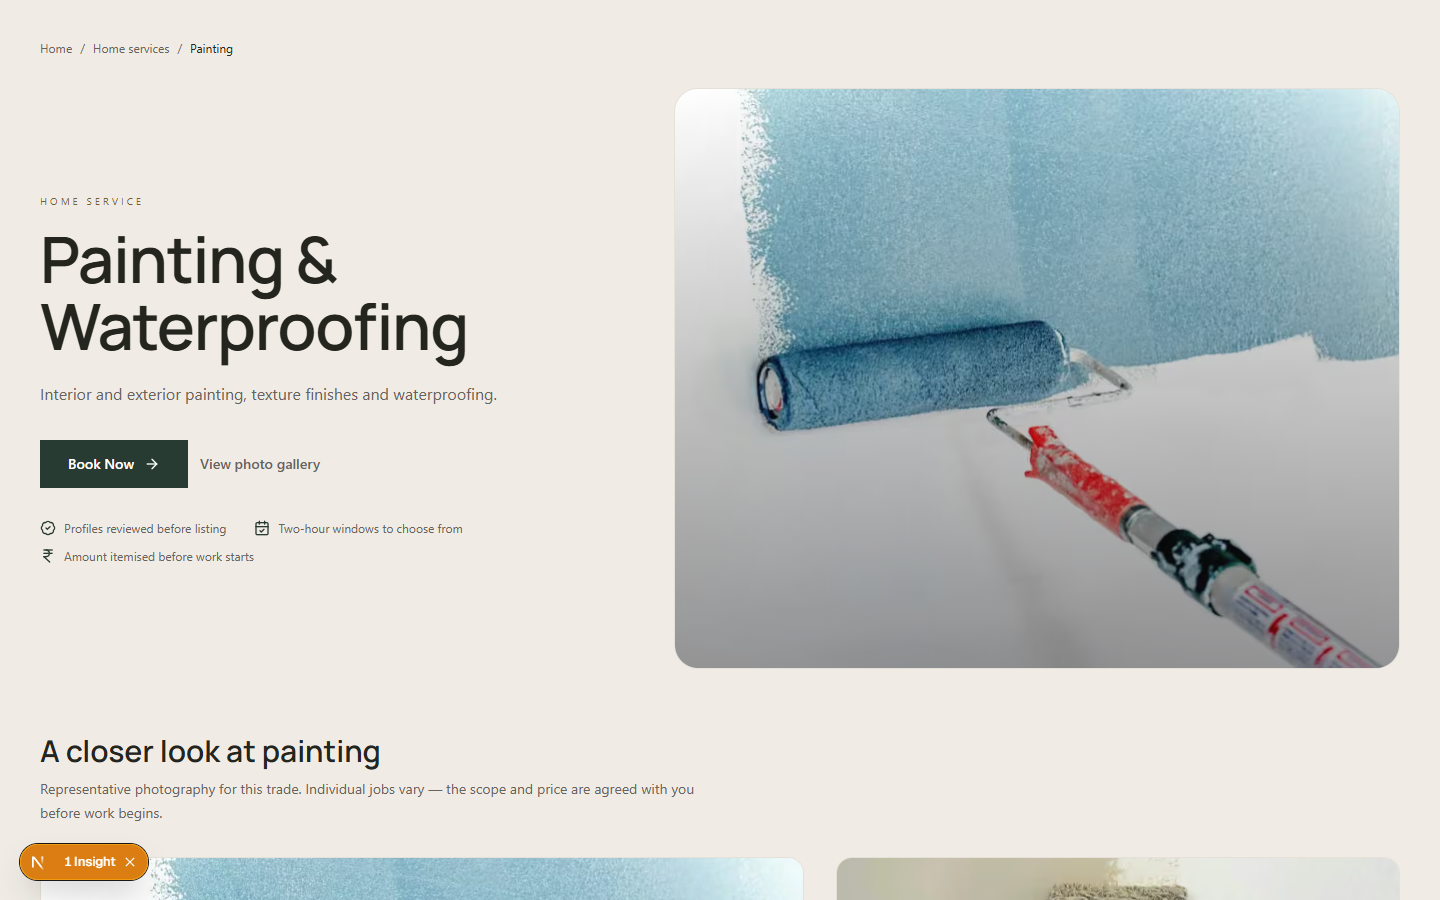 Home / Home services / Painting
HOME SERVICE
Painting &
Waterproofing
Interior and exterior painting, texture finishes and waterproofing.
Book Now → View photo gallery
Profiles reviewed before listing Two-hour windows to choose from
₹ Amount itemised before work starts
A closer look at painting
Representative photography for this trade. Individual jobs vary — the scope and price are agreed with you
before work begins.
N 1 Insight ×